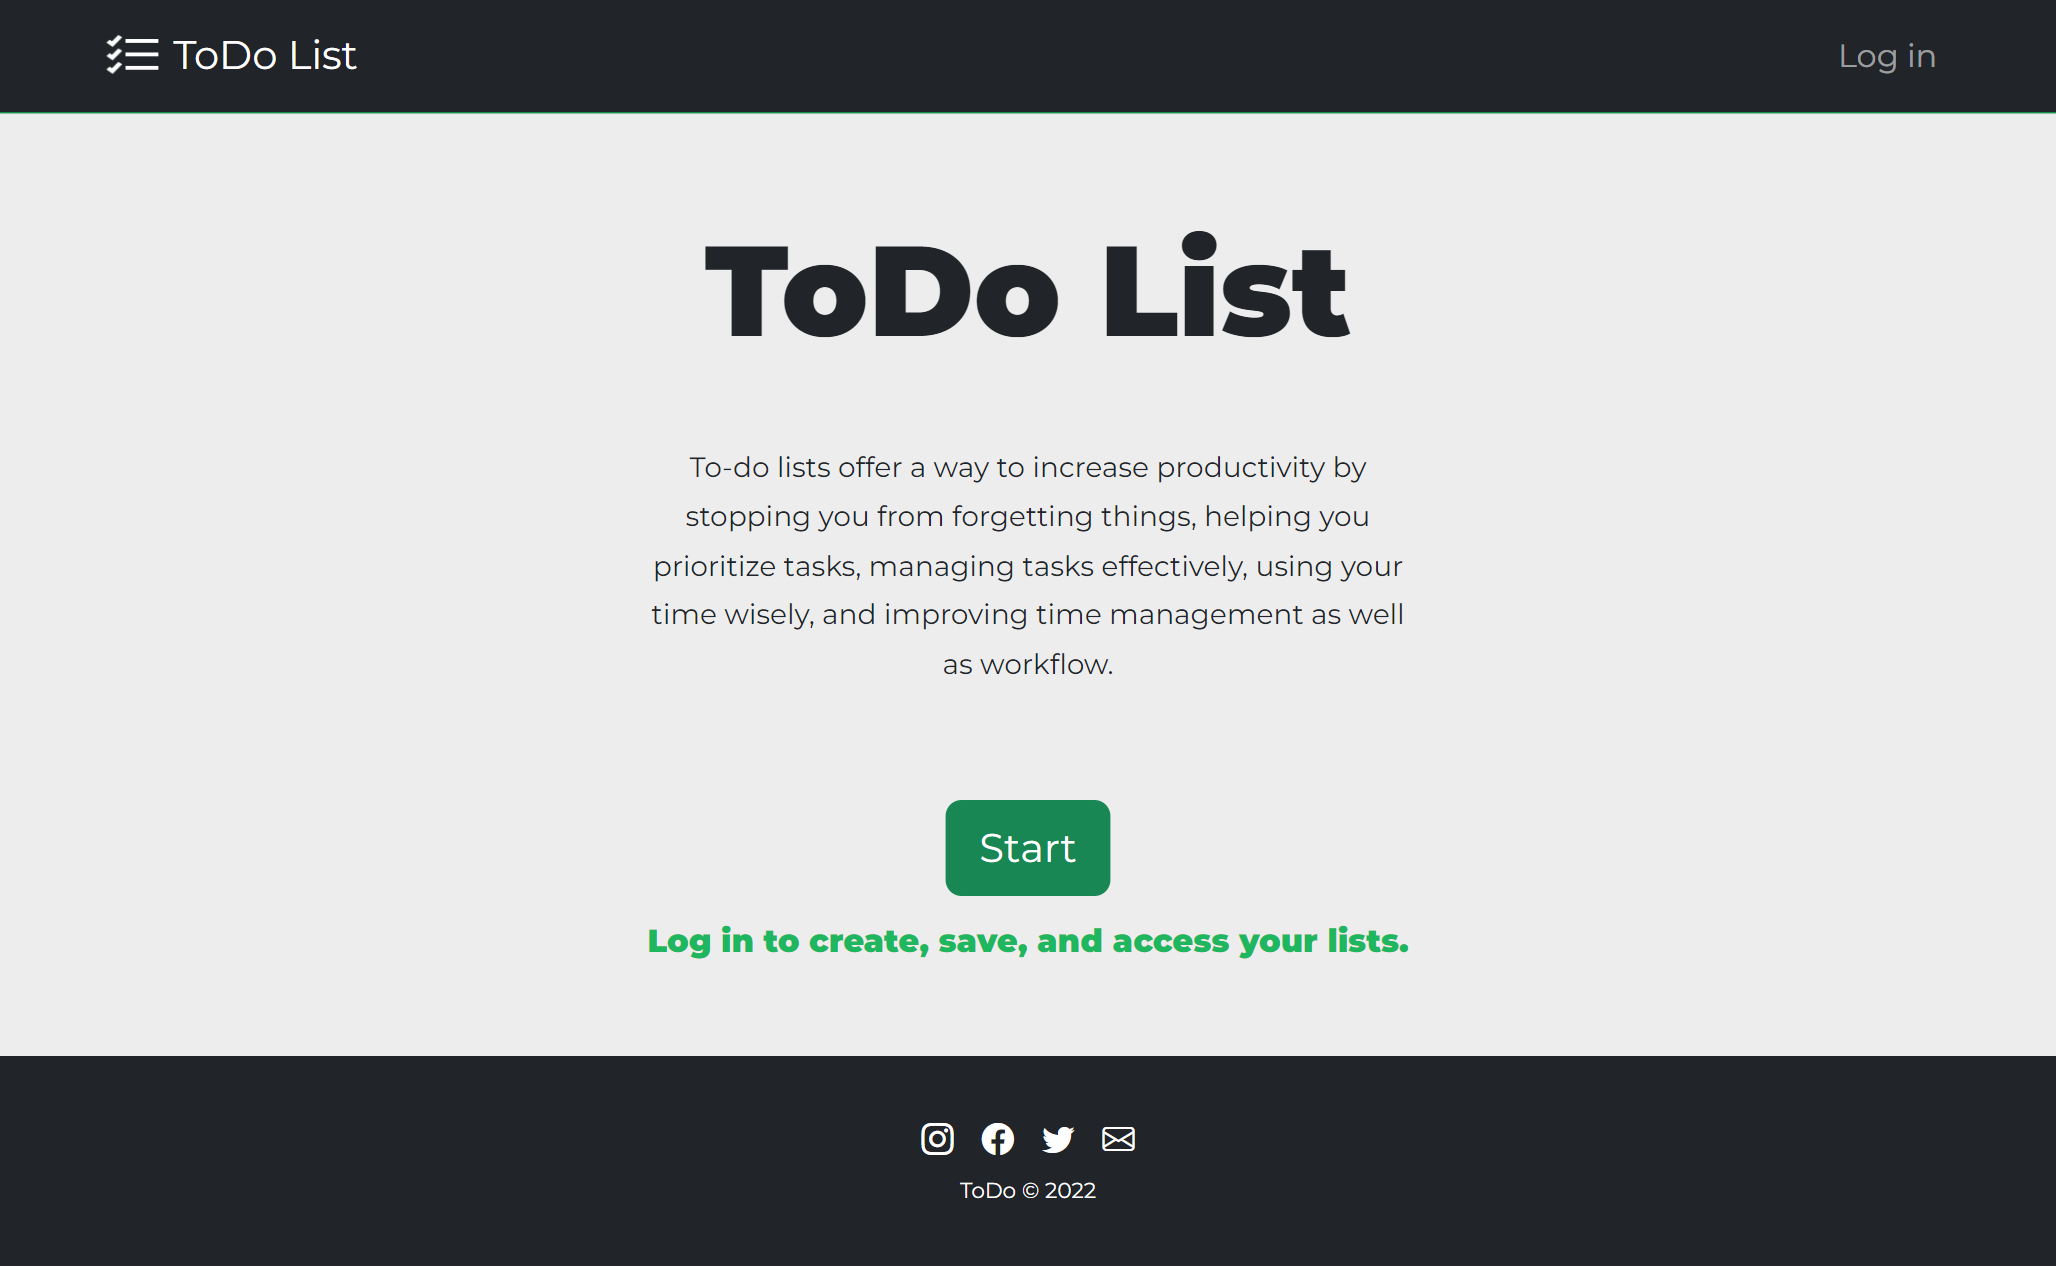 ToDo List
Log in
ToDo List
To-do lists offer a way to increase productivity by
stopping you from forgetting things, helping you
prioritize tasks, managing tasks effectively, using your
time wisely, and improving time management as well
as workflow.
Start
Log in to create, save, and access your lists.
ToDo © 2022